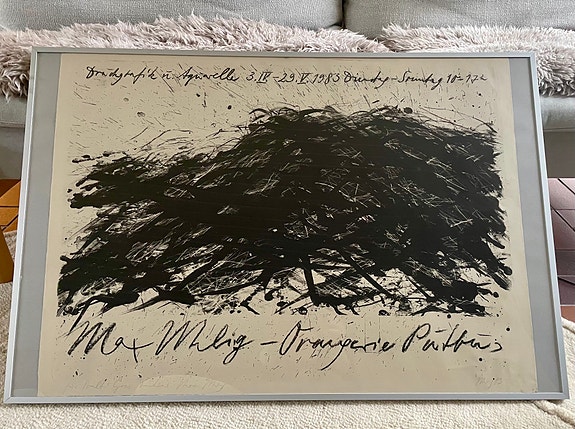 Druckgrafik u. Aquarelle 3.IV-29.V.1983 Dienstag-Sonntag 10-17h
Max Uhlig - Orangerie Putbus